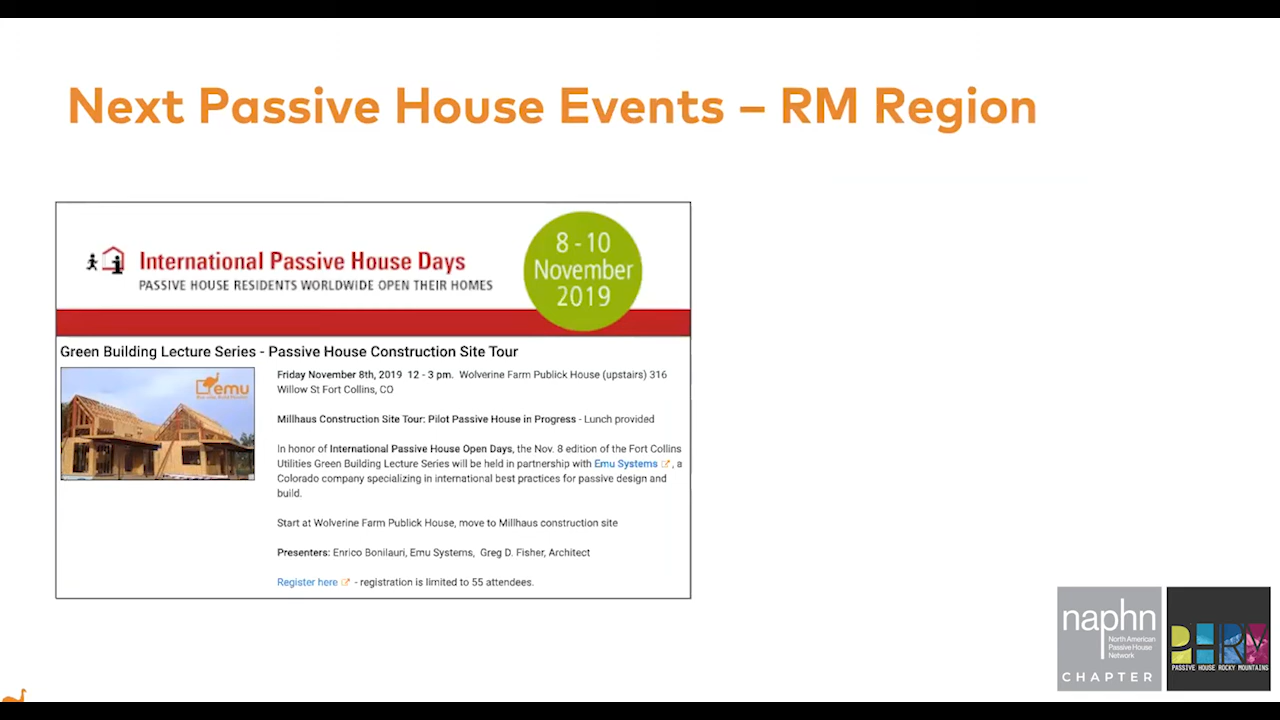 Next Passive House Events – RM Region
International Passive House Days
PASSIVE HOUSE RESIDENTS WORLDWIDE OPEN THEIR HOMES
8 - 10
November
2019
Green Building Lecture Series - Passive House Construction Site Tour
emu
Friday November 8th, 2019 12 - 3 pm. Wolverine Farm Publick House (upstairs) 316
Willow St Fort Collins, CO
Millhaus Construction Site Tour: Pilot Passive House in Progress - Lunch provided
In honor of International Passive House Open Days, the Nov. 8 edition of the Fort Collins
Utilities Green Building Lecture Series will be held in partnership with Emu Systems , a
Colorado company specializing in international best practices for passive design and
build.
Start at Wolverine Farm Publick House, move to Millhaus construction site
Presenters: Enrico Bonilauri, Emu Systems, Greg D. Fisher, Architect
Register here - registration is limited to 55 attendees.
naphn
North American
Passive House
Network
CHAPTER
PHRM
PASSIVE HOUSE ROCKY MOUNTAINS